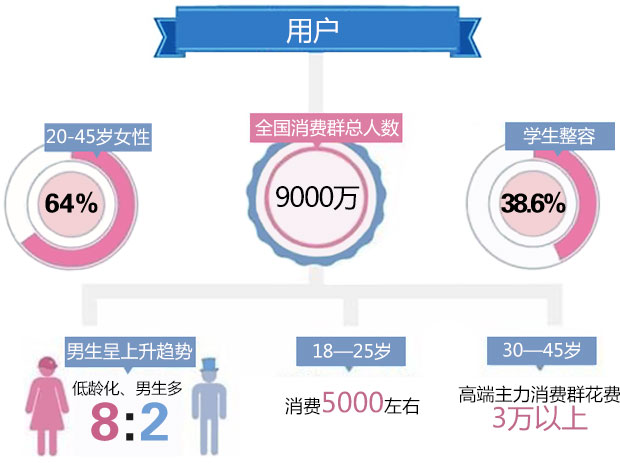 用户
20-45岁女性
全国消费群总人数
学生整容
64%
9000万
38.6%
男生呈上升趋势
18—25岁
30—45岁
低龄化、男生多
8:2
消费5000左右
高端主力消费群花费
3万以上